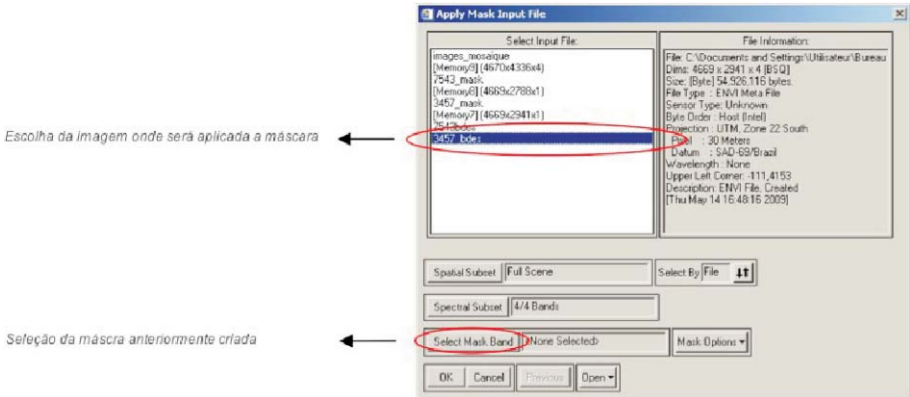 Apply Mask Input File
Select Input File:
images_mosaique
[Memory9] (4670x4336x4)
7543_mask
[Memory8] (4669x2788x1)
3457_mask
[Memory7] (4669x2941x1)
7543bdes
3457_bdes
File Information:
File: C:\Documents and Settings\Utilisateur\Bureau
Dims: 4669 x 2941 x 4 [BSQ]
Size: [Byte] 54,926,116 bytes.
File Type : ENVI Meta File
Sensor Type: Unknown
Byte Order : Host (Intel)
Projection : UTM, Zone 22 South
Pixel : 30 Meters
Datum : SAD-69/Brazil
Wavelength : None
Upper Left Corner: -111,4153
Description: ENVI File, Created
[Thu May 14 16:48:16 2009]
Escolha da imagem onde será aplicada a máscara
Spatial Subset Full Scene
Select By File
Spectral Subset 4/4 Bands
Seleção da máscra anteriormente criada
Select Mask Band <None Selected>
Mask Options
OK Cancel Previous Open